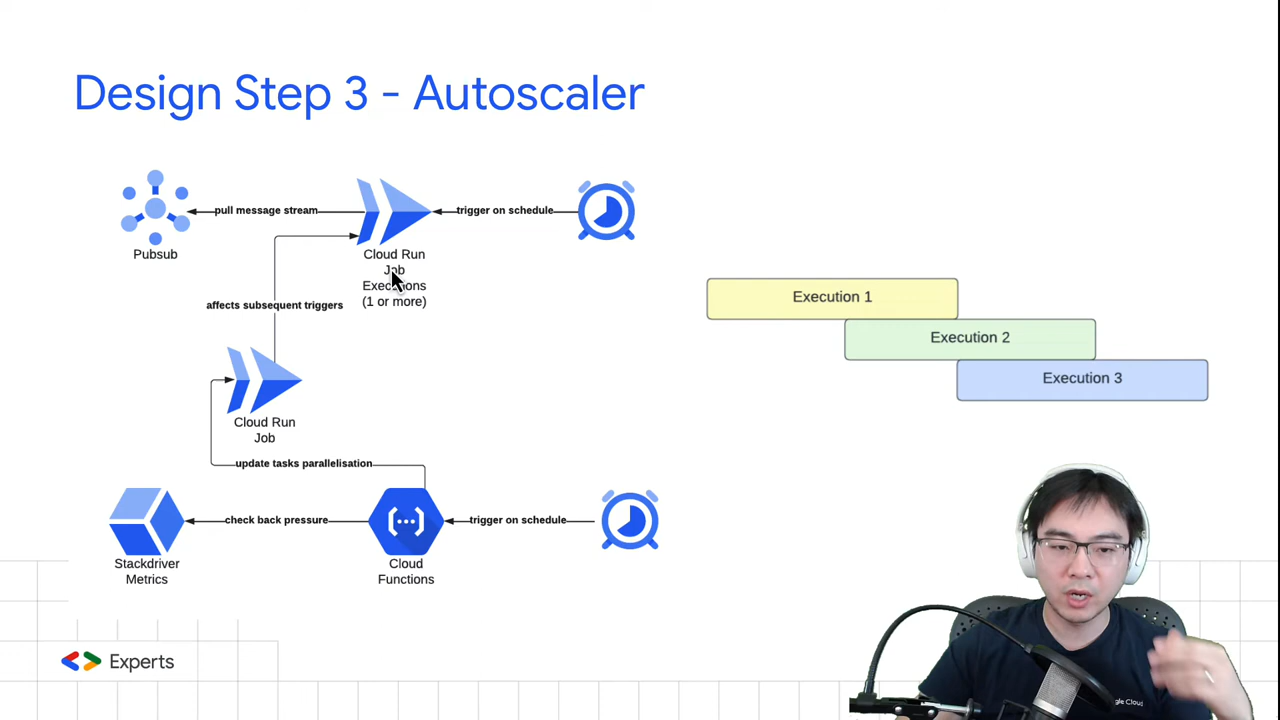 Design Step 3 - Autoscaler
pull message stream
trigger on schedule
Pubsub
Cloud Run
Job
Executions
(1 or more)
affects subsequent triggers
Cloud Run
Job
update tasks parallelisation
check back pressure
trigger on schedule
Stackdriver
Metrics
Cloud
Functions
Execution 1
Execution 2
Execution 3
Experts
gle Cloud